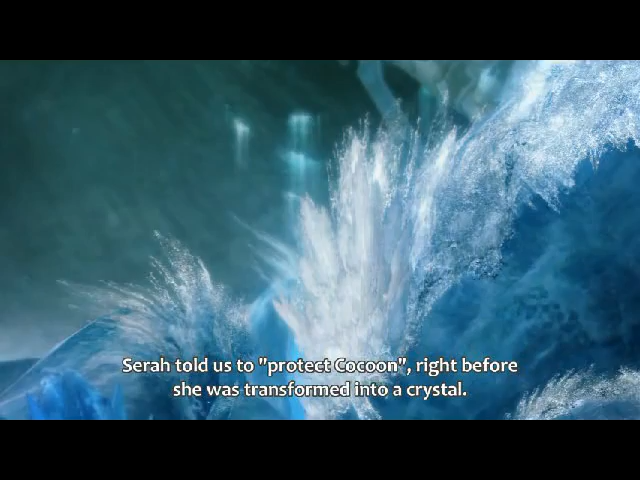 Serah told us to "protect Cocoon", right before
she was transformed into a crystal.